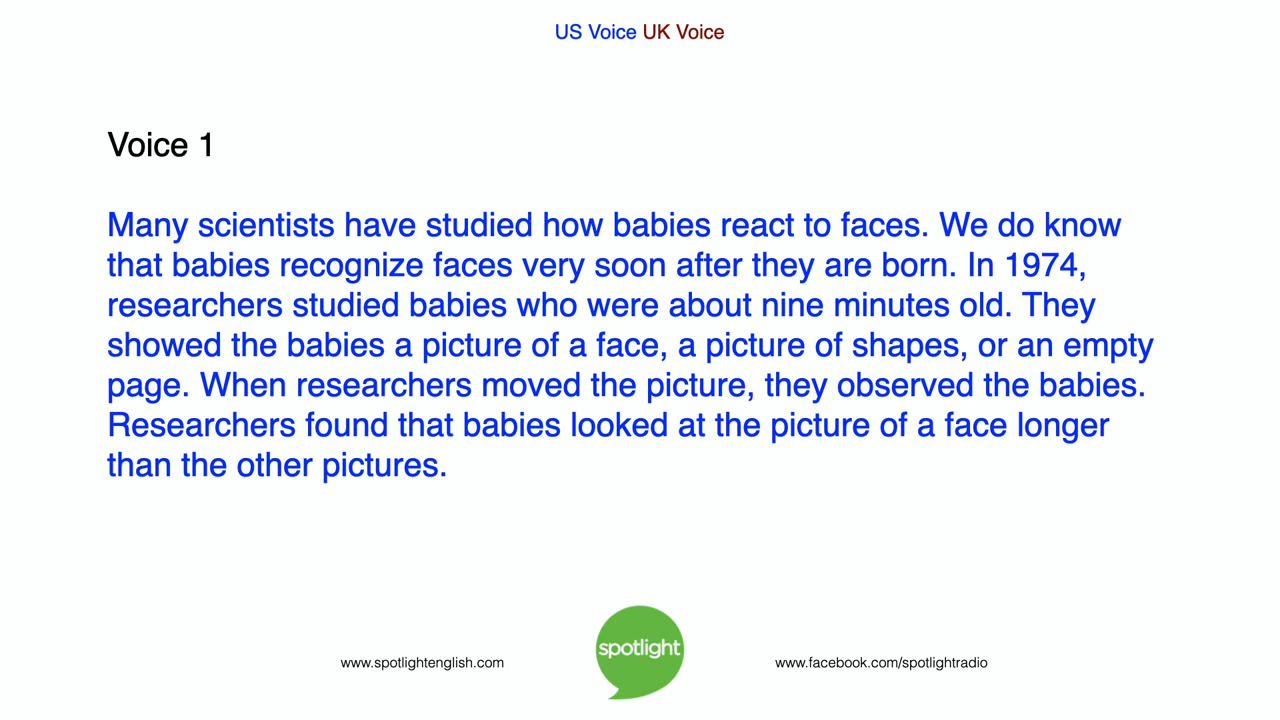 US Voice UK Voice
Voice 1
Many scientists have studied how babies react to faces. We do know
that babies recognize faces very soon after they are born. In 1974,
researchers studied babies who were about nine minutes old. They
showed the babies a picture of a face, a picture of shapes, or an empty
page. When researchers moved the picture, they observed the babies.
Researchers found that babies looked at the picture of a face longer
than the other pictures.
www.spotlightenglish.com
spotlight
www.facebook.com/spotlightradio